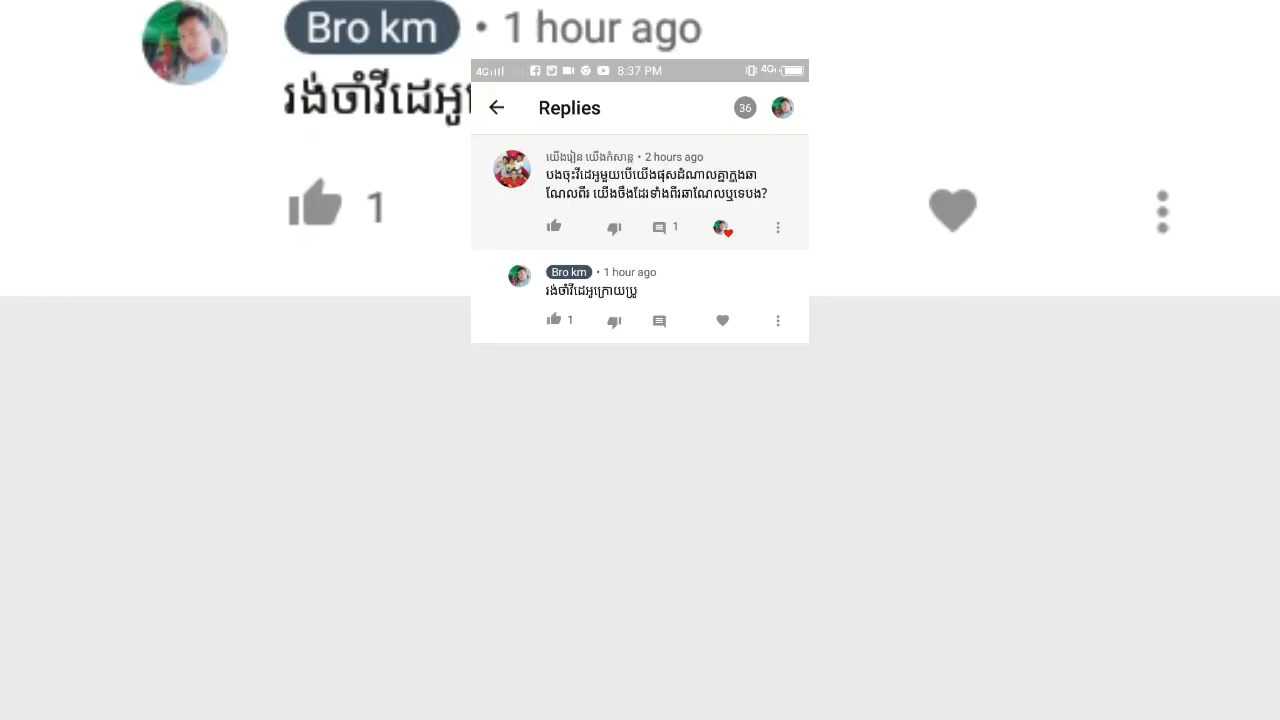 Bro km • 1 hour ago
រង់ចាំវីដេអូ
1
4G 8:37 PM 4G
Replies 36
យើងរៀន យើងកំសាន្ត • 2 hours ago
បងចុះវីដេអូមួយបើយើងផុសដំណាលគ្នាក្នុងឆា
ណែលពីរ យើងចឹងដែរទាំងពីរឆាណែលឬទេបង?
1
Bro km • 1 hour ago
រង់ចាំវីដេអូក្រោយប្រូ
1